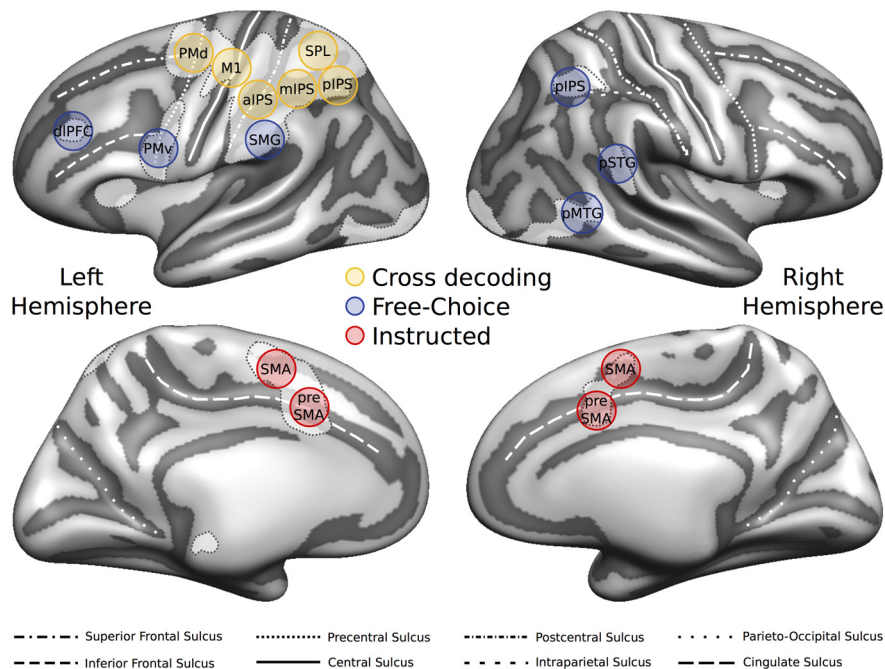 PMd
M1
SPL
aIPS
mIPS
pIPS
dlPFC
PMv
SMG
pIPS
pSTG
pMTG
Left
Hemisphere
Cross decoding
Free-Choice
Instructed
Right
Hemisphere
SMA
pre
SMA
SMA
pre
SMA
Superior Frontal Sulcus
Precentral Sulcus
Postcentral Sulcus
Parieto-Occipital Sulcus
Inferior Frontal Sulcus
Central Sulcus
Intraparietal Sulcus
Cingulate Sulcus